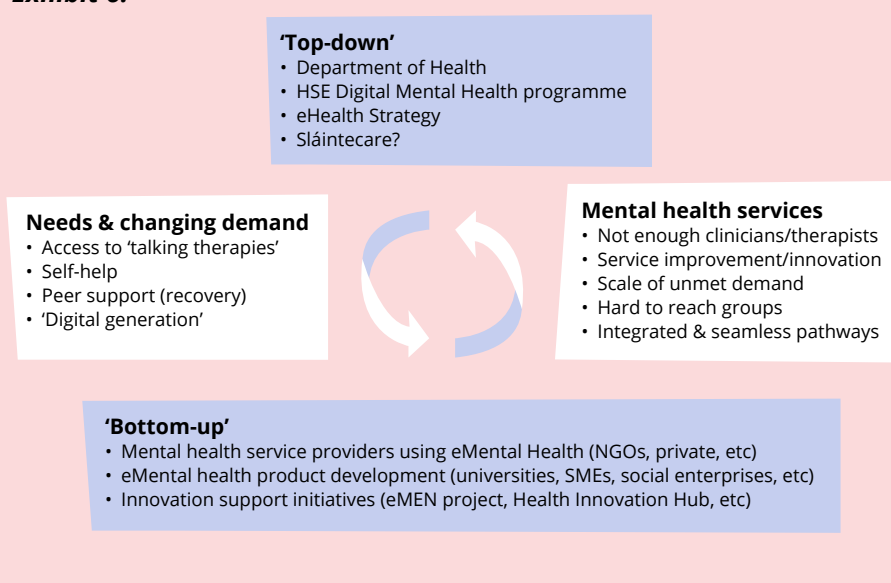 ‘Top-down’
• Department of Health
• HSE Digital Mental Health programme
• eHealth Strategy
• Sláintecare?
Needs & changing demand
• Access to ‘talking therapies’
• Self-help
• Peer support (recovery)
• ‘Digital generation’
Mental health services
• Not enough clinicians/therapists
• Service improvement/innovation
• Scale of unmet demand
• Hard to reach groups
• Integrated & seamless pathways
‘Bottom-up’
• Mental health service providers using eMental Health (NGOs, private, etc)
• eMental health product development (universities, SMEs, social enterprises, etc)
• Innovation support initiatives (eMEN project, Health Innovation Hub, etc)